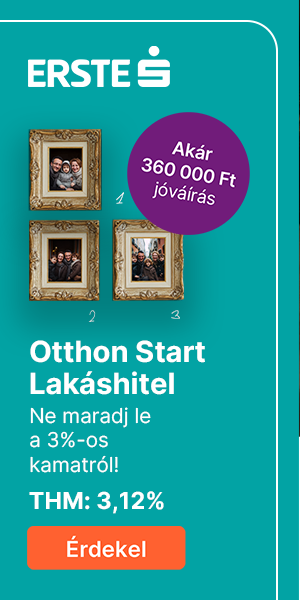 ERSTE
Akár
360 000 Ft
jóváírás
1
2
3
Otthon Start
Lakáshitel
Ne maradj le
a 3%-os
kamatról!
THM: 3,12%
Érdekel